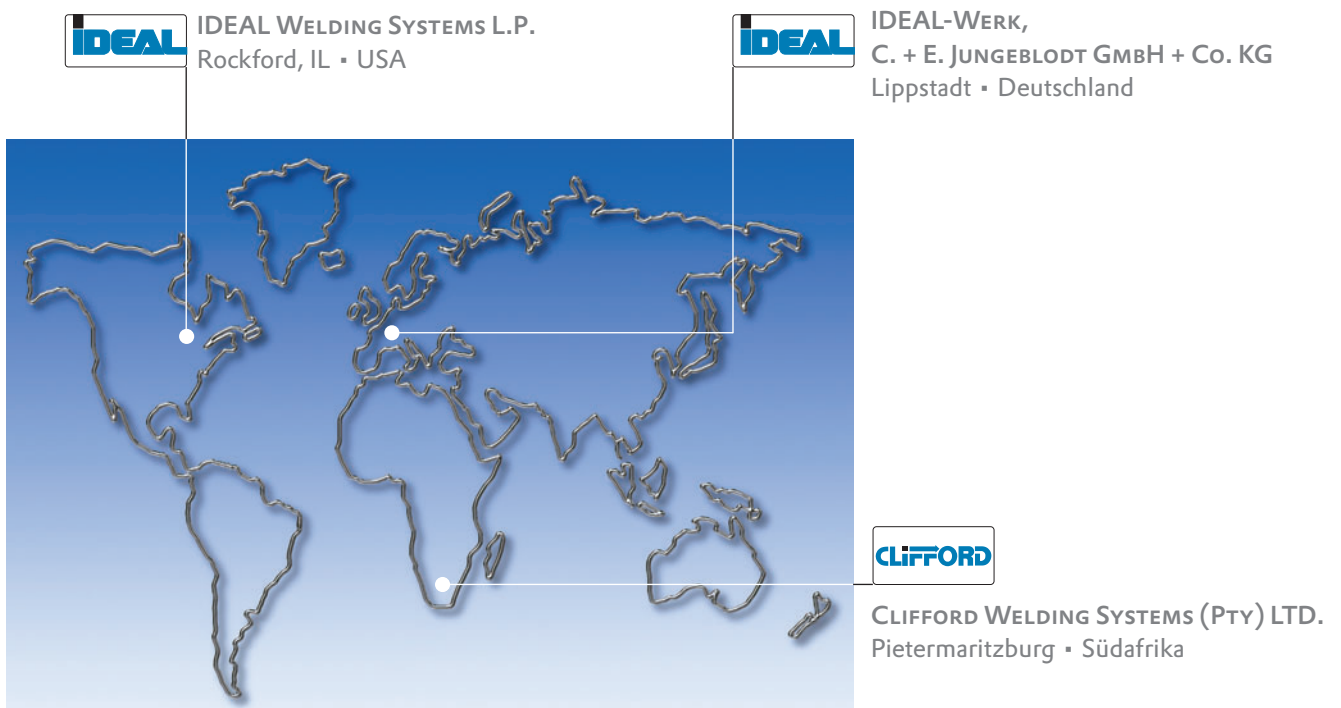 IDEAL
IDEAL WELDING SYSTEMS L.P.
Rockford, IL ▪ USA
IDEAL
IDEAL-WERK,
C. + E. JUNGEBLODT GMBH + CO. KG
Lippstadt ▪ Deutschland
CLIFFORD
CLIFFORD WELDING SYSTEMS (PTY) LTD.
Pietermaritzburg ▪ Südafrika